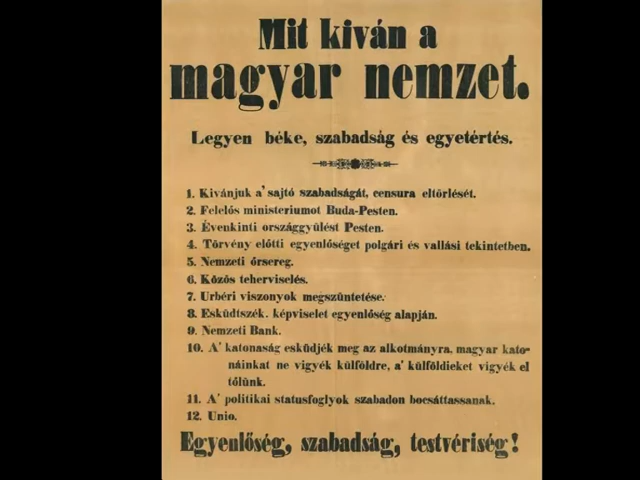 Mit kiván a
magyar nemzet.
Legyen béke, szabadság és egyetértés.
1. Kivánjuk a' sajtó szabadságát, censura eltörlését.
2. Felelős ministeriumot Buda-Pesten.
3. Évenkinti országgyülést Pesten.
4. Törvény előtti egyenlőséget polgári és vallási tekintetben.
5. Nemzeti őrsereg.
6. Közös teherviselés.
7. Urbéri viszonyok megszüntetése.
8. Esküdtszék, képviselet egyenlőség alapján.
9. Nemzeti Bank.
10. A' katonaság esküdjék meg az alkotmányra, magyar kato-
náinkat ne vigyék külföldre, a' külföldieket vigyék el
tőlünk.
11. A' politikai statusfoglyok szabadon bocsáttassanak.
12. Unio.
Egyenlőség, szabadság, testvériség!